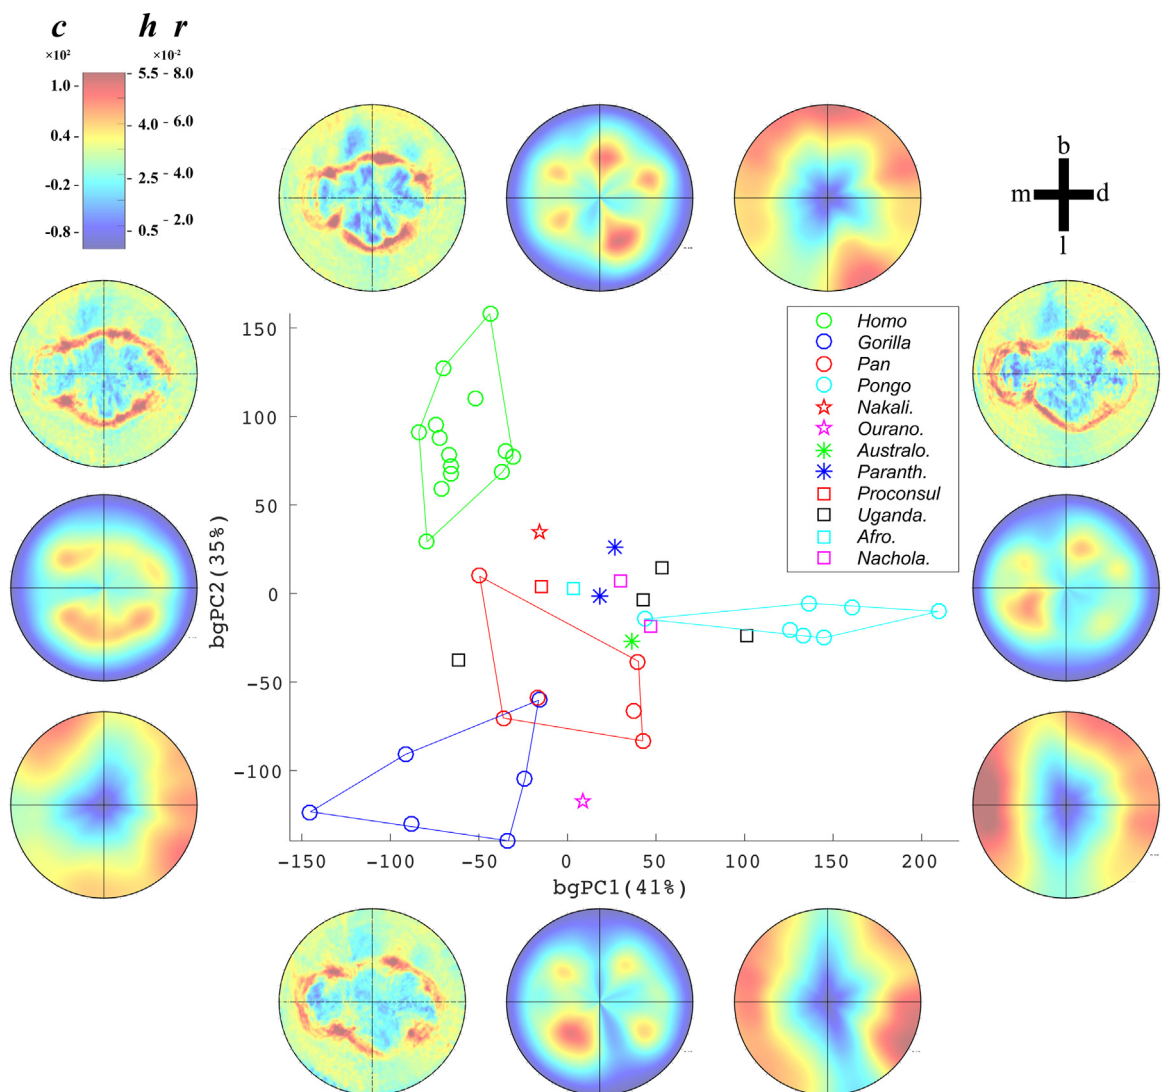 c h r
×10² ×10⁻²
1.0 - - 5.5 - 8.0
0.4 - - 4.0 - 6.0
-0.2 - - 2.5 - 4.0
-0.8 - - 0.5 - 2.0
b
m d
l
Homo
Gorilla
Pan
Pongo
Nakali.
Ourano.
Australo.
Paranth.
Proconsul
Uganda.
Afro.
Nachola.
bgPC2(35%)
150
100
50
0
-50
-100
-150 -100 -50 0 50 100 150 200
bgPC1(41%)